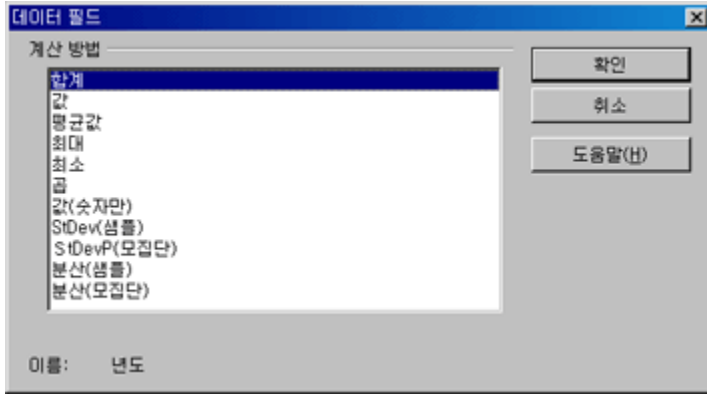 데이터 필드
계산 방법
합계
값
평균값
최대
최소
곱
값(숫자만)
StDev(샘플)
StDevP(모집단)
분산(샘플)
분산(모집단)
확인
취소
도움말(H)
이름: 년도